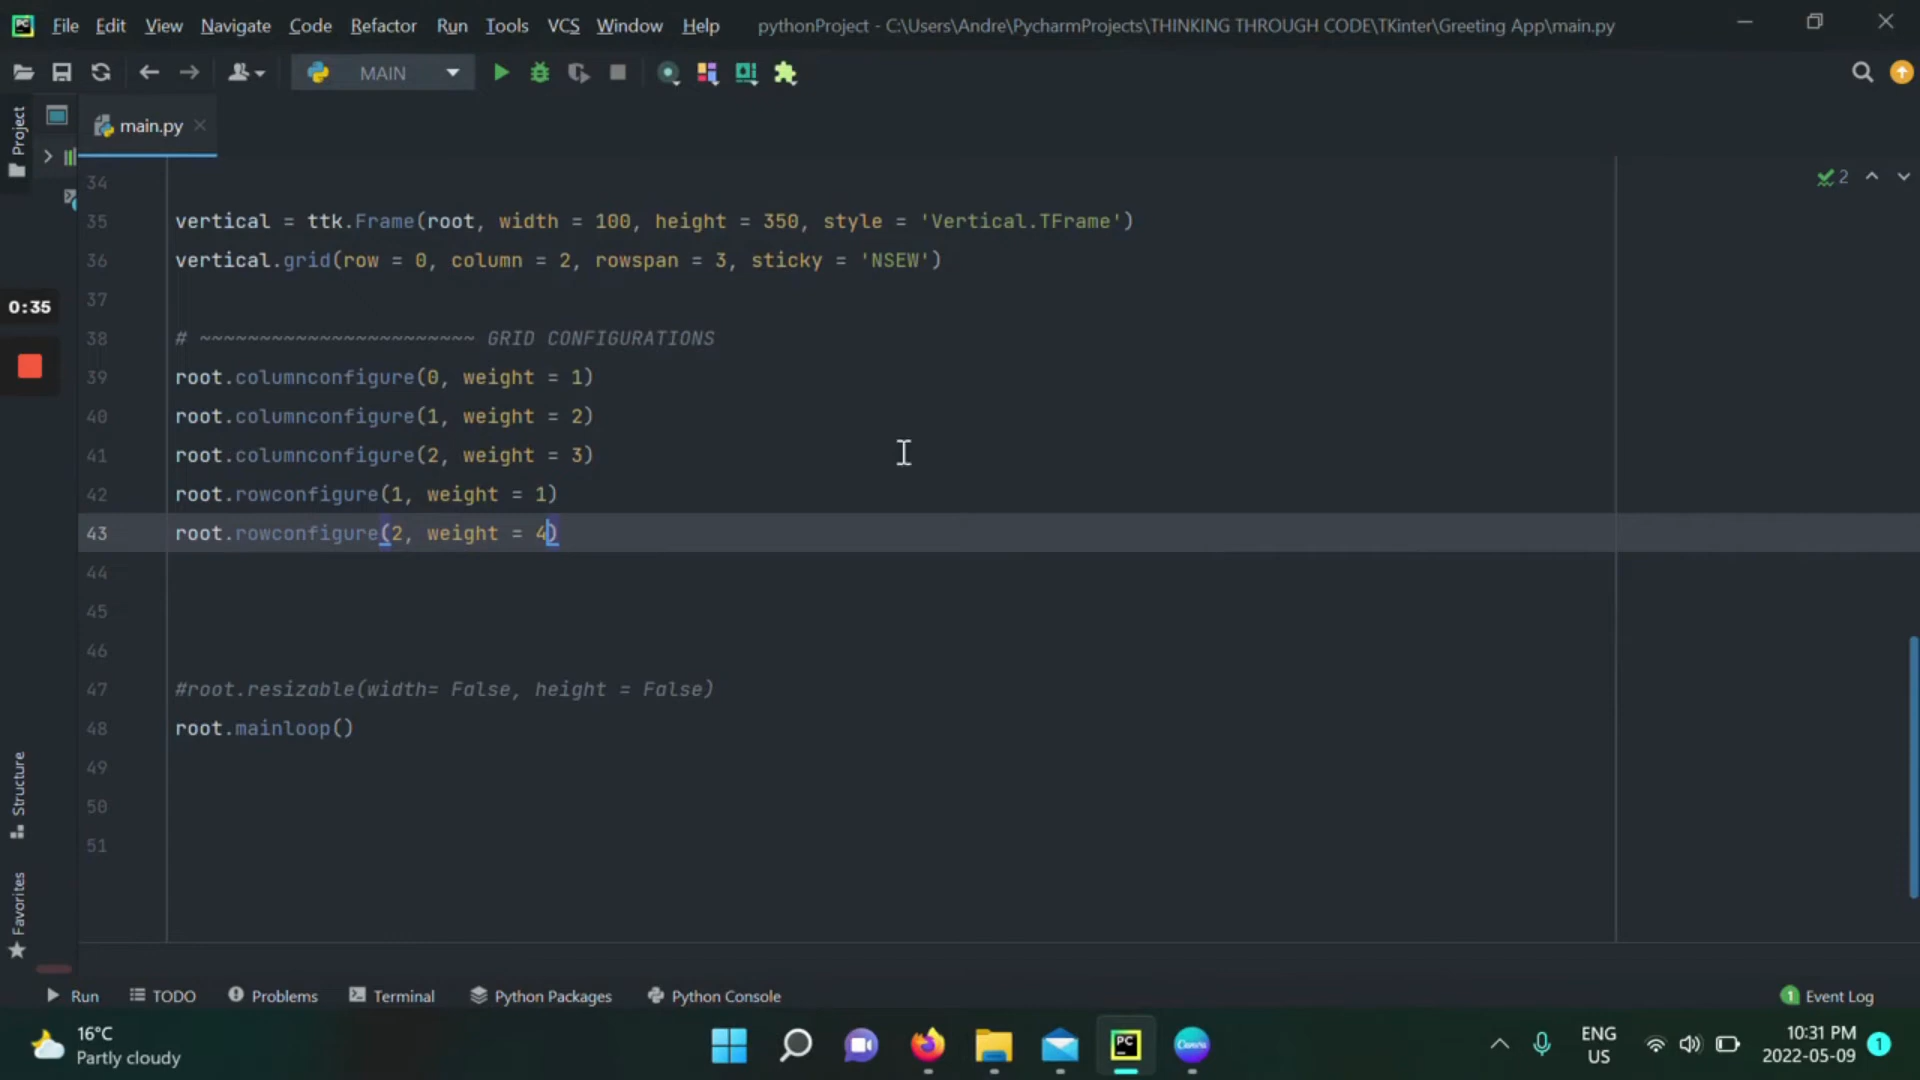 File Edit View Navigate Code Refactor Run Tools VCS Window Help pythonProject - C:\Users\Andre\PycharmProjects\THINKING THROUGH CODE\TKinter\Greeting App\main.py
MAIN
Project
main.py
2
34
35 vertical = ttk.Frame(root, width = 100, height = 350, style = 'Vertical.TFrame')
36 vertical.grid(row = 0, column = 2, rowspan = 3, sticky = 'NSEW')
37
0:35
38 # ~~~~~~~~~~~~~~~~~~~~~~~ GRID CONFIGURATIONS
39 root.columnconfigure(0, weight = 1)
40 root.columnconfigure(1, weight = 2)
41 root.columnconfigure(2, weight = 3)
42 root.rowconfigure(1, weight = 1)
43 root.rowconfigure(2, weight = 4)
44
45
46
47 #root.resizable(width= False, height = False)
48 root.mainloop()
49
50
51
Structure
Favorites
Run TODO Problems Terminal Python Packages Python Console 1 Event Log
16°C
Partly cloudy
PC
Canva
ENG
US
10:31 PM
2022-05-09
1